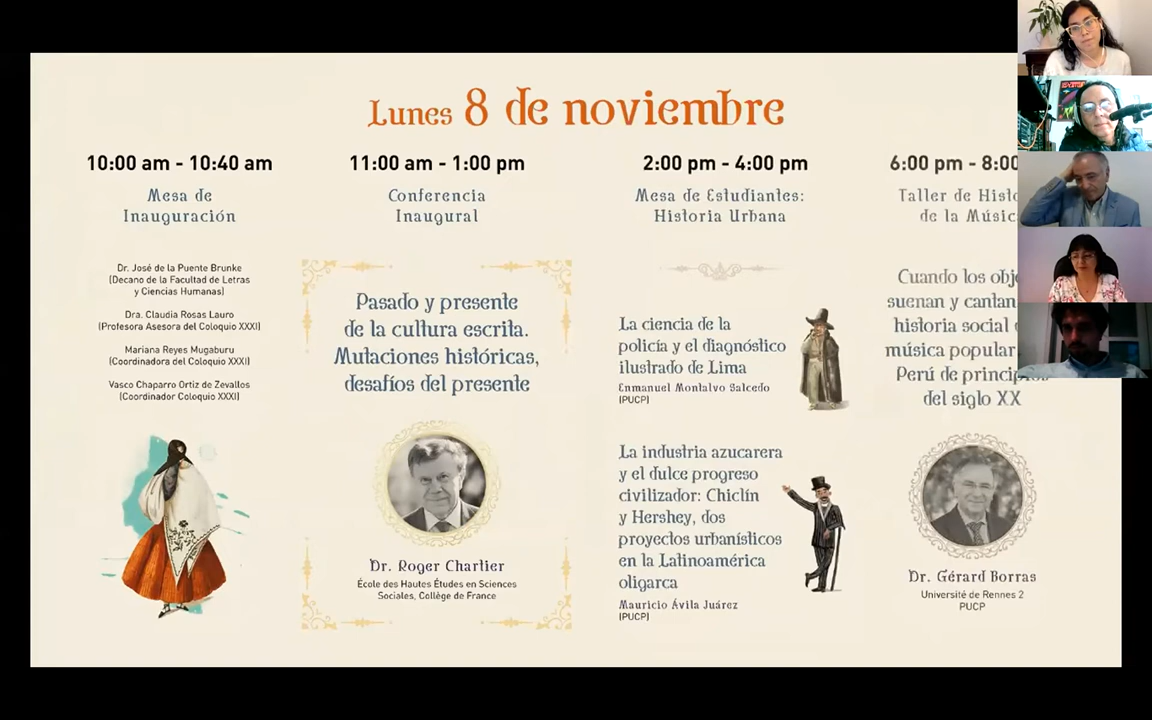 Lunes 8 de noviembre
10:00 am - 10:40 am
Mesa de
Inauguración
Dr. José de la Puente Brunke
(Decano de la Facultad de Letras
y Ciencias Humanas)
Dra. Claudia Rosas Lauro
(Profesora Asesora del Coloquio XXXI)
Mariana Reyes Mugaburu
(Coordinadora del Coloquio XXXI)
Vasco Chaparro Ortiz de Zevallos
(Coordinador Coloquio XXXI)
11:00 am - 1:00 pm
Conferencia
Inaugural
Pasado y presente
de la cultura escrita.
Mutaciones históricas,
desafíos del presente
Dr. Roger Chartier
École des Hautes Études en Sciences
Sociales, Collège de France
2:00 pm - 4:00 pm
Mesa de Estudiantes:
Historia Urbana
La ciencia de la
policía y el diagnóstico
ilustrado de Lima
Enmanuel Montalvo Salcedo
(PUCP)
La industria azucarera
y el dulce progreso
civilizador: Chiclín
y Hershey, dos
proyectos urbanísticos
en la Latinoamérica
oligarca
Mauricio Ávila Juárez
(PUCP)
6:00 pm - 8:00
Taller de
de la
Cuando los
suenan y cantan
historia social
música popular
Perú de
del siglo XX
Dr. Gérard Borras
Université de Rennes 2
PUCP